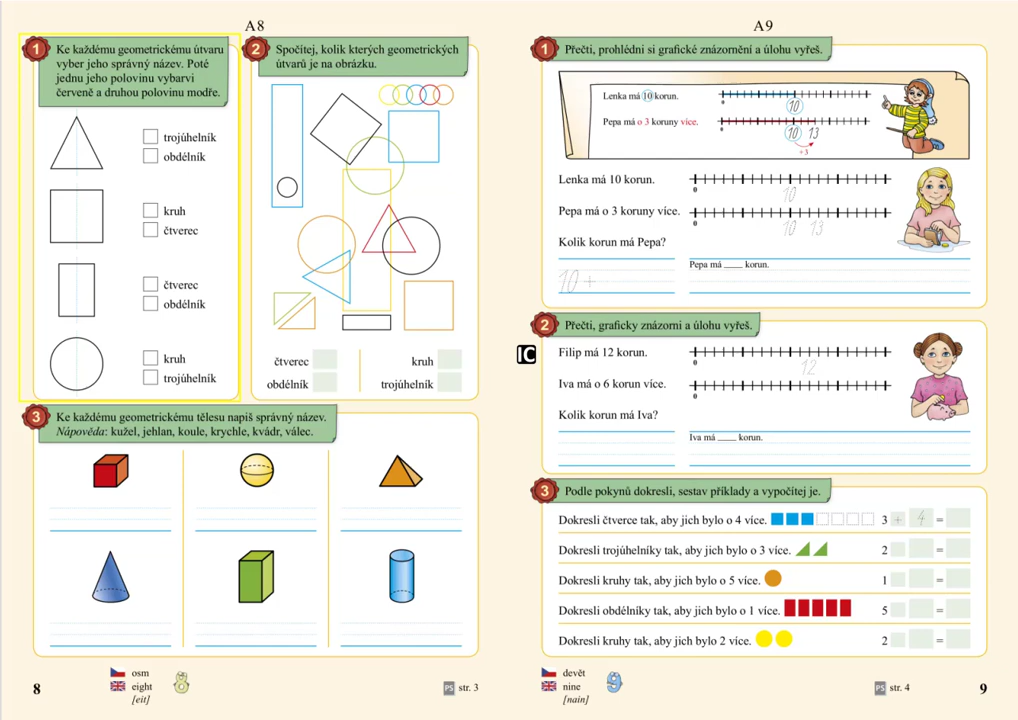 A 8
1
Ke každému geometrickému útvaru
vyber jeho správný název. Poté
jednu jeho polovinu vybarvi
červeně a druhou polovinu modře.
trojúhelník
obdélník
kruh
čtverec
čtverec
obdélník
kruh
trojúhelník
2
Spočítej, kolik kterých geometrických
útvarů je na obrázku.
čtverec
kruh
obdélník
trojúhelník
3
Ke každému geometrickému tělesu napiš správný název.
Nápověda: kužel, jehlan, koule, krychle, kvádr, válec.
8
osm
eight
[eit]
8
PS str. 3
A 9
1
Přečti, prohlédni si grafické znázornění a úlohu vyřeš.
Lenka má 10 korun.
0
10
Pepa má o 3 koruny více.
0
10 13
+3
Lenka má 10 korun.
0
10
Pepa má o 3 koruny více.
0
10 13
Kolik korun má Pepa?
10 +
Pepa má ____ korun.
2
Přečti, graficky znázorni a úlohu vyřeš.
IC
Filip má 12 korun.
0
12
Iva má o 6 korun více.
0
Kolik korun má Iva?
Iva má ____ korun.
3
Podle pokynů dokresli, sestav příklady a vypočítej je.
Dokresli čtverce tak, aby jich bylo o 4 více. 3 + 4 =
Dokresli trojúhelníky tak, aby jich bylo o 3 více. 2 =
Dokresli kruhy tak, aby jich bylo o 5 více. 1 =
Dokresli obdélníky tak, aby jich bylo o 1 více. 5 =
Dokresli kruhy tak, aby jich bylo 2 více. 2 =
devět
nine
[nain]
9
PS str. 4
9